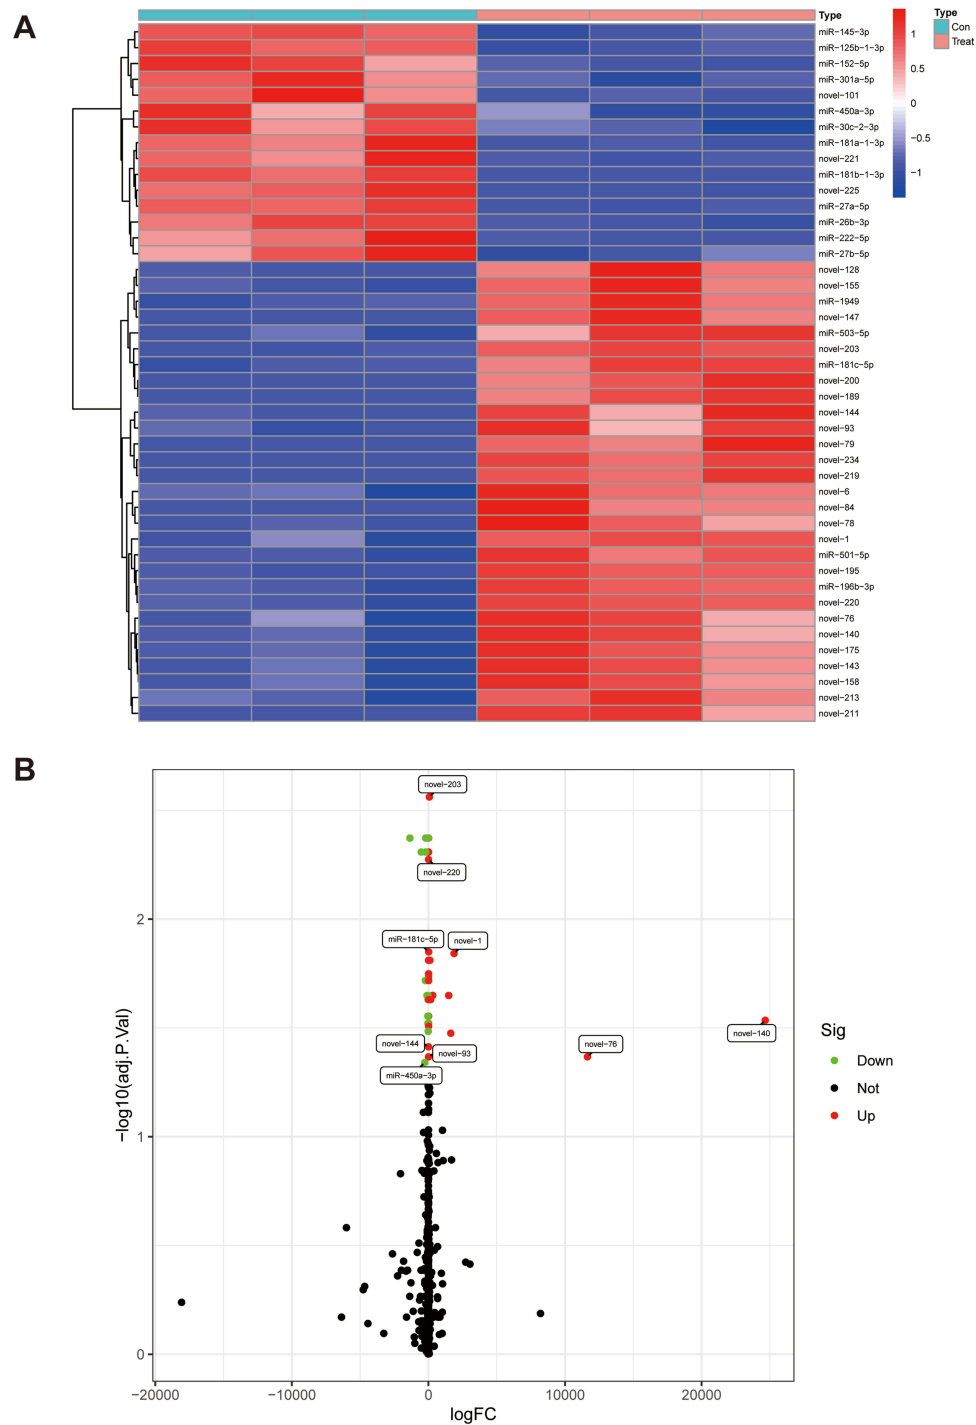 A
Type
Type
Con
Treat
1
0.5
0
−0.5
−1
miR−145−3p
miR−125b−1−3p
miR−152−5p
miR−301a−5p
novel−101
miR−450a−3p
miR−30c−2−3p
miR−181a−1−3p
novel−221
miR−181b−1−3p
novel−225
miR−27a−5p
miR−26b−3p
miR−222−5p
miR−27b−5p
novel−128
novel−155
miR−1949
novel−147
miR−503−5p
novel−203
miR−181c−5p
novel−200
novel−189
novel−144
novel−93
novel−79
novel−234
novel−219
novel−6
novel−84
novel−78
novel−1
miR−501−5p
novel−195
miR−196b−3p
novel−220
novel−76
novel−140
novel−175
novel−143
novel−158
novel−213
novel−211
B
novel−203
novel−220
miR−181c−5p
novel−1
novel−140
novel−76
novel−144
novel−93
miR−450a−3p
2
1
0
−log10(adj.P.Val)
−20000
−10000
0
10000
20000
logFC
Sig
Down
Not
Up